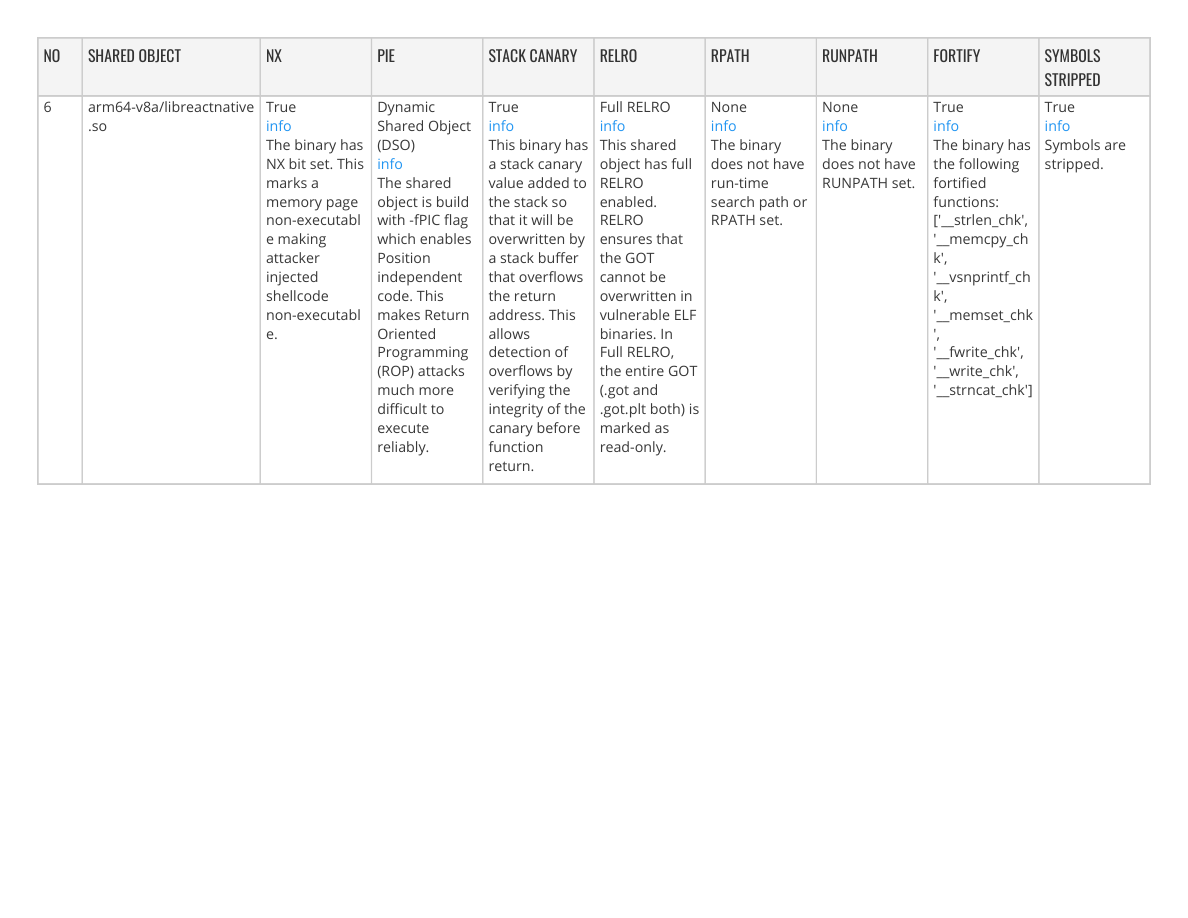 NO
SHARED OBJECT
NX
PIE
STACK CANARY
RELRO
RPATH
RUNPATH
FORTIFY
SYMBOLS
STRIPPED
6
arm64-v8a/libreactnative
.so
True
info
The binary has
NX bit set. This
marks a
memory page
non-executabl
e making
attacker
injected
shellcode
non-executabl
e.
Dynamic
Shared Object
(DSO)
info
The shared
object is build
with -fPIC flag
which enables
Position
independent
code. This
makes Return
Oriented
Programming
(ROP) attacks
much more
difficult to
execute
reliably.
True
info
This binary has
a stack canary
value added to
the stack so
that it will be
overwritten by
a stack buffer
that overflows
the return
address. This
allows
detection of
overflows by
verifying the
integrity of the
canary before
function
return.
Full RELRO
info
This shared
object has full
RELRO
enabled.
RELRO
ensures that
the GOT
cannot be
overwritten in
vulnerable ELF
binaries. In
Full RELRO,
the entire GOT
(.got and
.got.plt both) is
marked as
read-only.
None
info
The binary
does not have
run-time
search path or
RPATH set.
None
info
The binary
does not have
RUNPATH set.
True
info
The binary has
the following
fortified
functions:
['__strlen_chk',
'__memcpy_ch
k',
'__vsnprintf_ch
k',
'__memset_chk
',
'__fwrite_chk',
'__write_chk',
'__strncat_chk']
True
info
Symbols are
stripped.